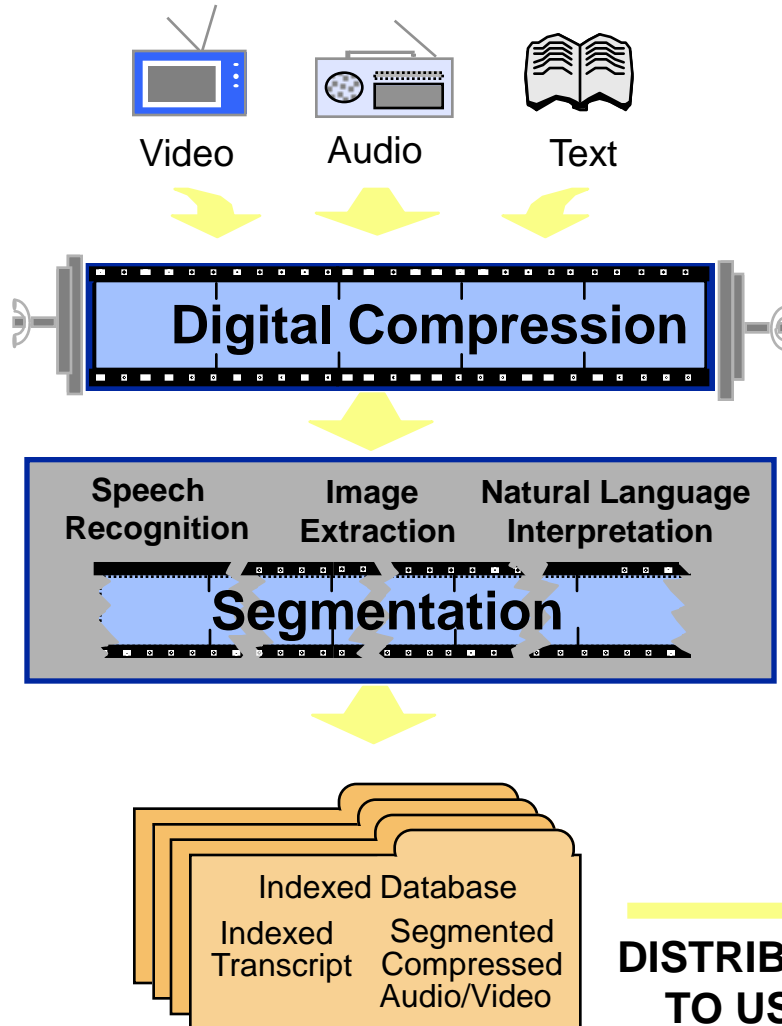 Video Audio Text
Digital Compression
Speech Recognition
Image Extraction
Natural Language Interpretation
Segmentation
Indexed Database
Indexed Transcript
Segmented Compressed Audio/Video
TO